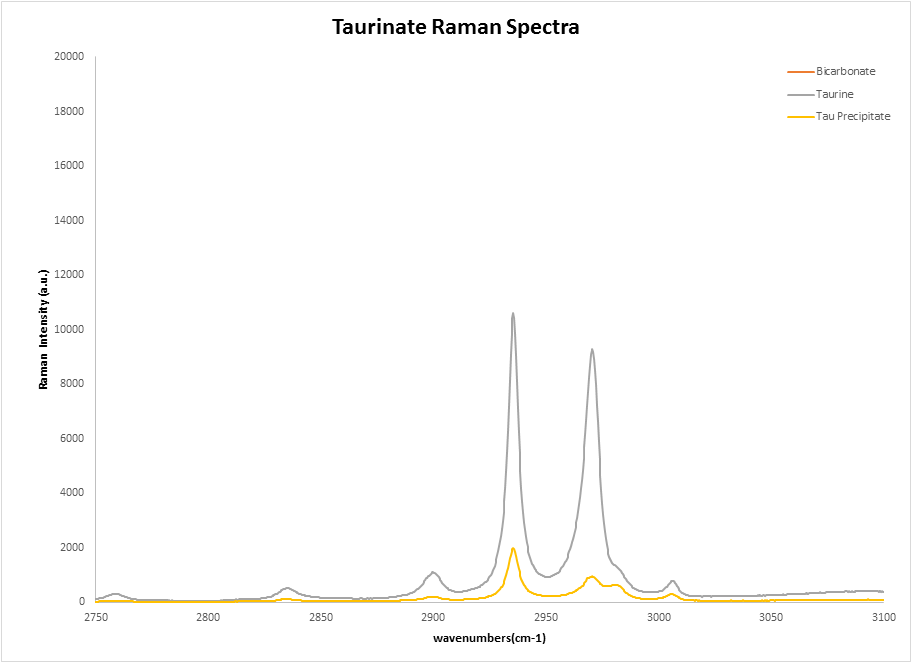 Taurinate Raman Spectra
Bicarbonate
Taurine
Tau Precipitate
20000
18000
16000
14000
12000
10000
8000
6000
4000
2000
0
Raman Intensity (a.u.)
2750 2800 2850 2900 2950 3000 3050 3100
wavenumbers(cm-1)